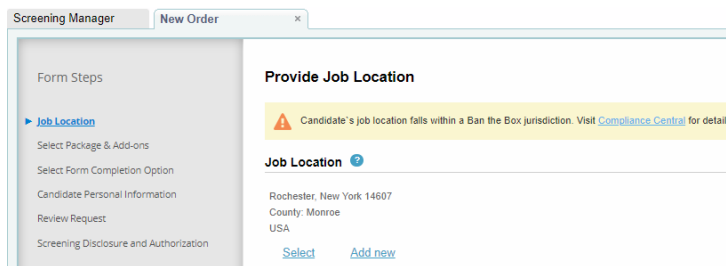 Screening Manager
New Order
×
Form Steps
Job Location
Select Package & Add-ons
Select Form Completion Option
Candidate Personal Information
Review Request
Screening Disclosure and Authorization
Provide Job Location
Candidate`s job location falls within a Ban the Box jurisdiction. Visit Compliance Central for detail
Job Location ?
Rochester, New York 14607
County: Monroe
USA
Select Add new